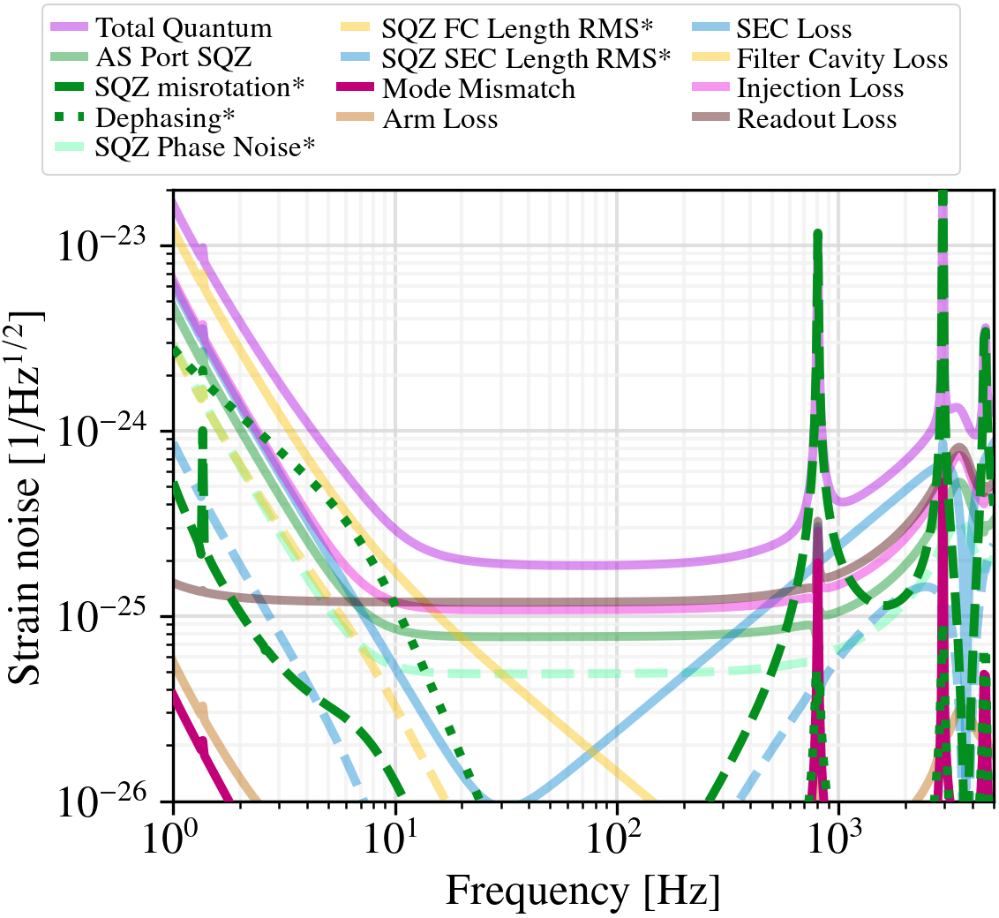 Total Quantum
AS Port SQZ
SQZ misrotation*
Dephasing*
SQZ Phase Noise*
SQZ FC Length RMS*
SQZ SEC Length RMS*
Mode Mismatch
Arm Loss
SEC Loss
Filter Cavity Loss
Injection Loss
Readout Loss
Strain noise [1/Hz^{1/2}]
10^{−23}
10^{−24}
10^{−25}
10^{−26}
10^{0} 10^{1} 10^{2} 10^{3}
Frequency [Hz]